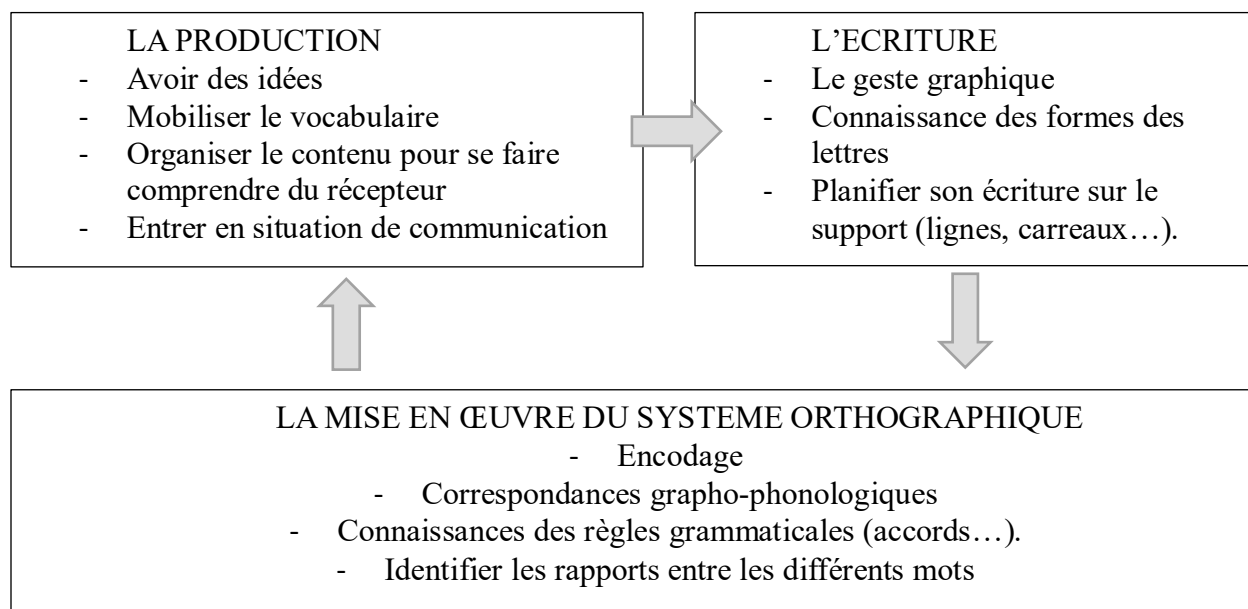 LA PRODUCTION
- Avoir des idées
- Mobiliser le vocabulaire
- Organiser le contenu pour se faire
comprendre du récepteur
- Entrer en situation de communication
L’ECRITURE
- Le geste graphique
- Connaissance des formes des
lettres
- Planifier son écriture sur le
support (lignes, carreaux…).
LA MISE EN ŒUVRE DU SYSTEME ORTHOGRAPHIQUE
- Encodage
- Correspondances grapho-phonologiques
- Connaissances des règles grammaticales (accords…).
- Identifier les rapports entre les différents mots